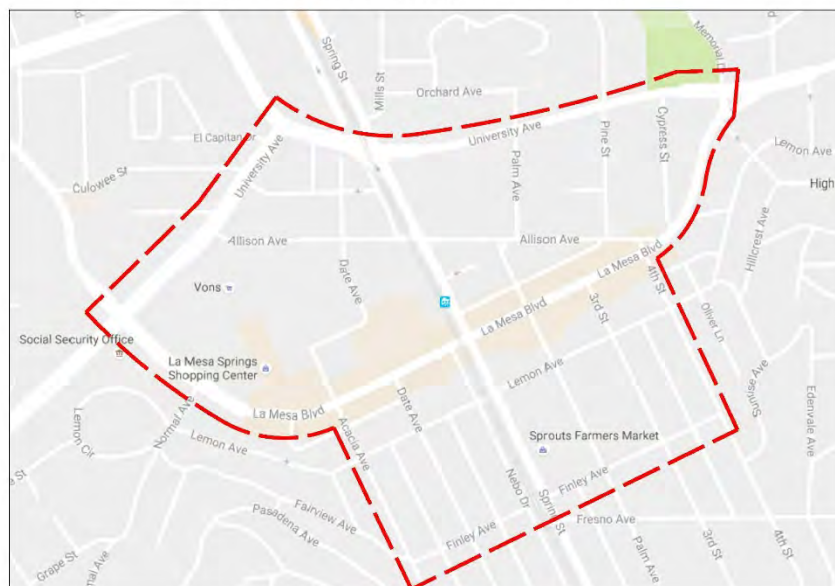 Memorial D
Spring St
Mills St
Orchard Ave
El Capitan Dr
University Ave
University Ave
Pine St
Cypress St
Lemon Ave
Culowee St
Palm Ave
High
Hillcrest Ave
Allison Ave
Allison Ave
La Mesa Blvd
4th St
Date Ave
Vons
Oliver Ln
La Mesa Blvd
3rd St
Social Security Office
La Mesa Springs
Shopping Center
Lemon Ave
Sunrise Ave
Edenvale Ave
Normal Ave
La Mesa Blvd
Acacia Ave
Date Ave
Lemon Cir
Lemon Ave
Sprouts Farmers Market
a St
Nebo Dr
Spring St
Finley Ave
Fairview Ave
Pasadena Ave
Finley Ave
Fresno Ave
Grape St
mal Ave
Palm Ave
3rd St
4th St